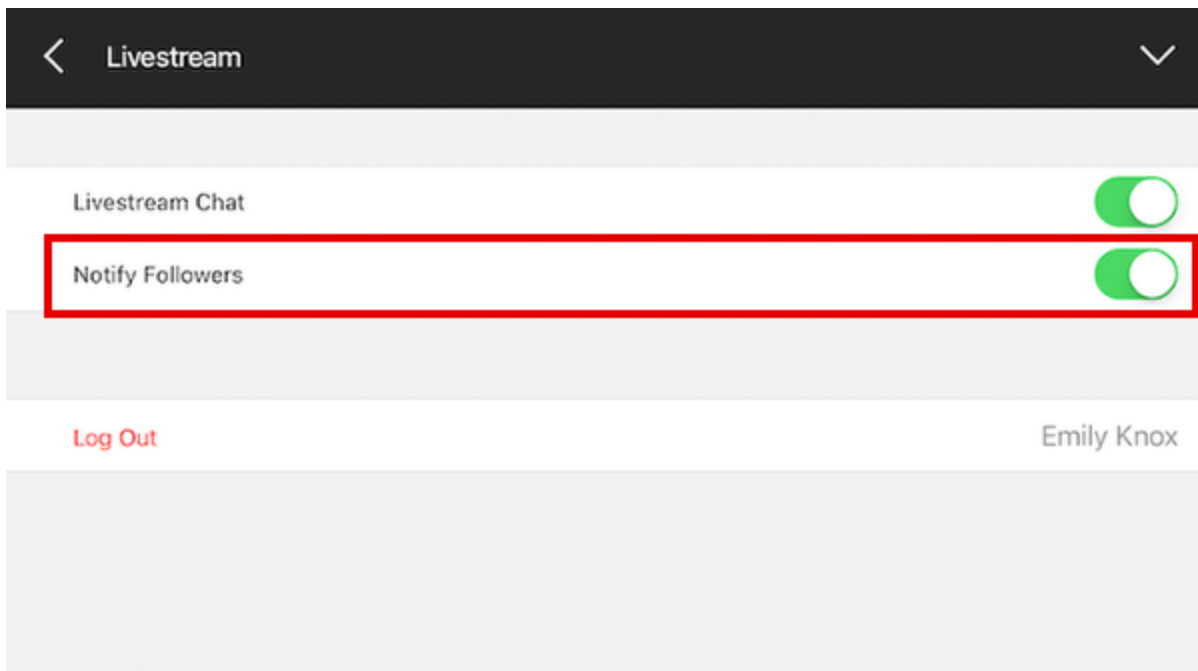 Livestream
Livestream Chat
Notify Followers
Log Out Emily Knox